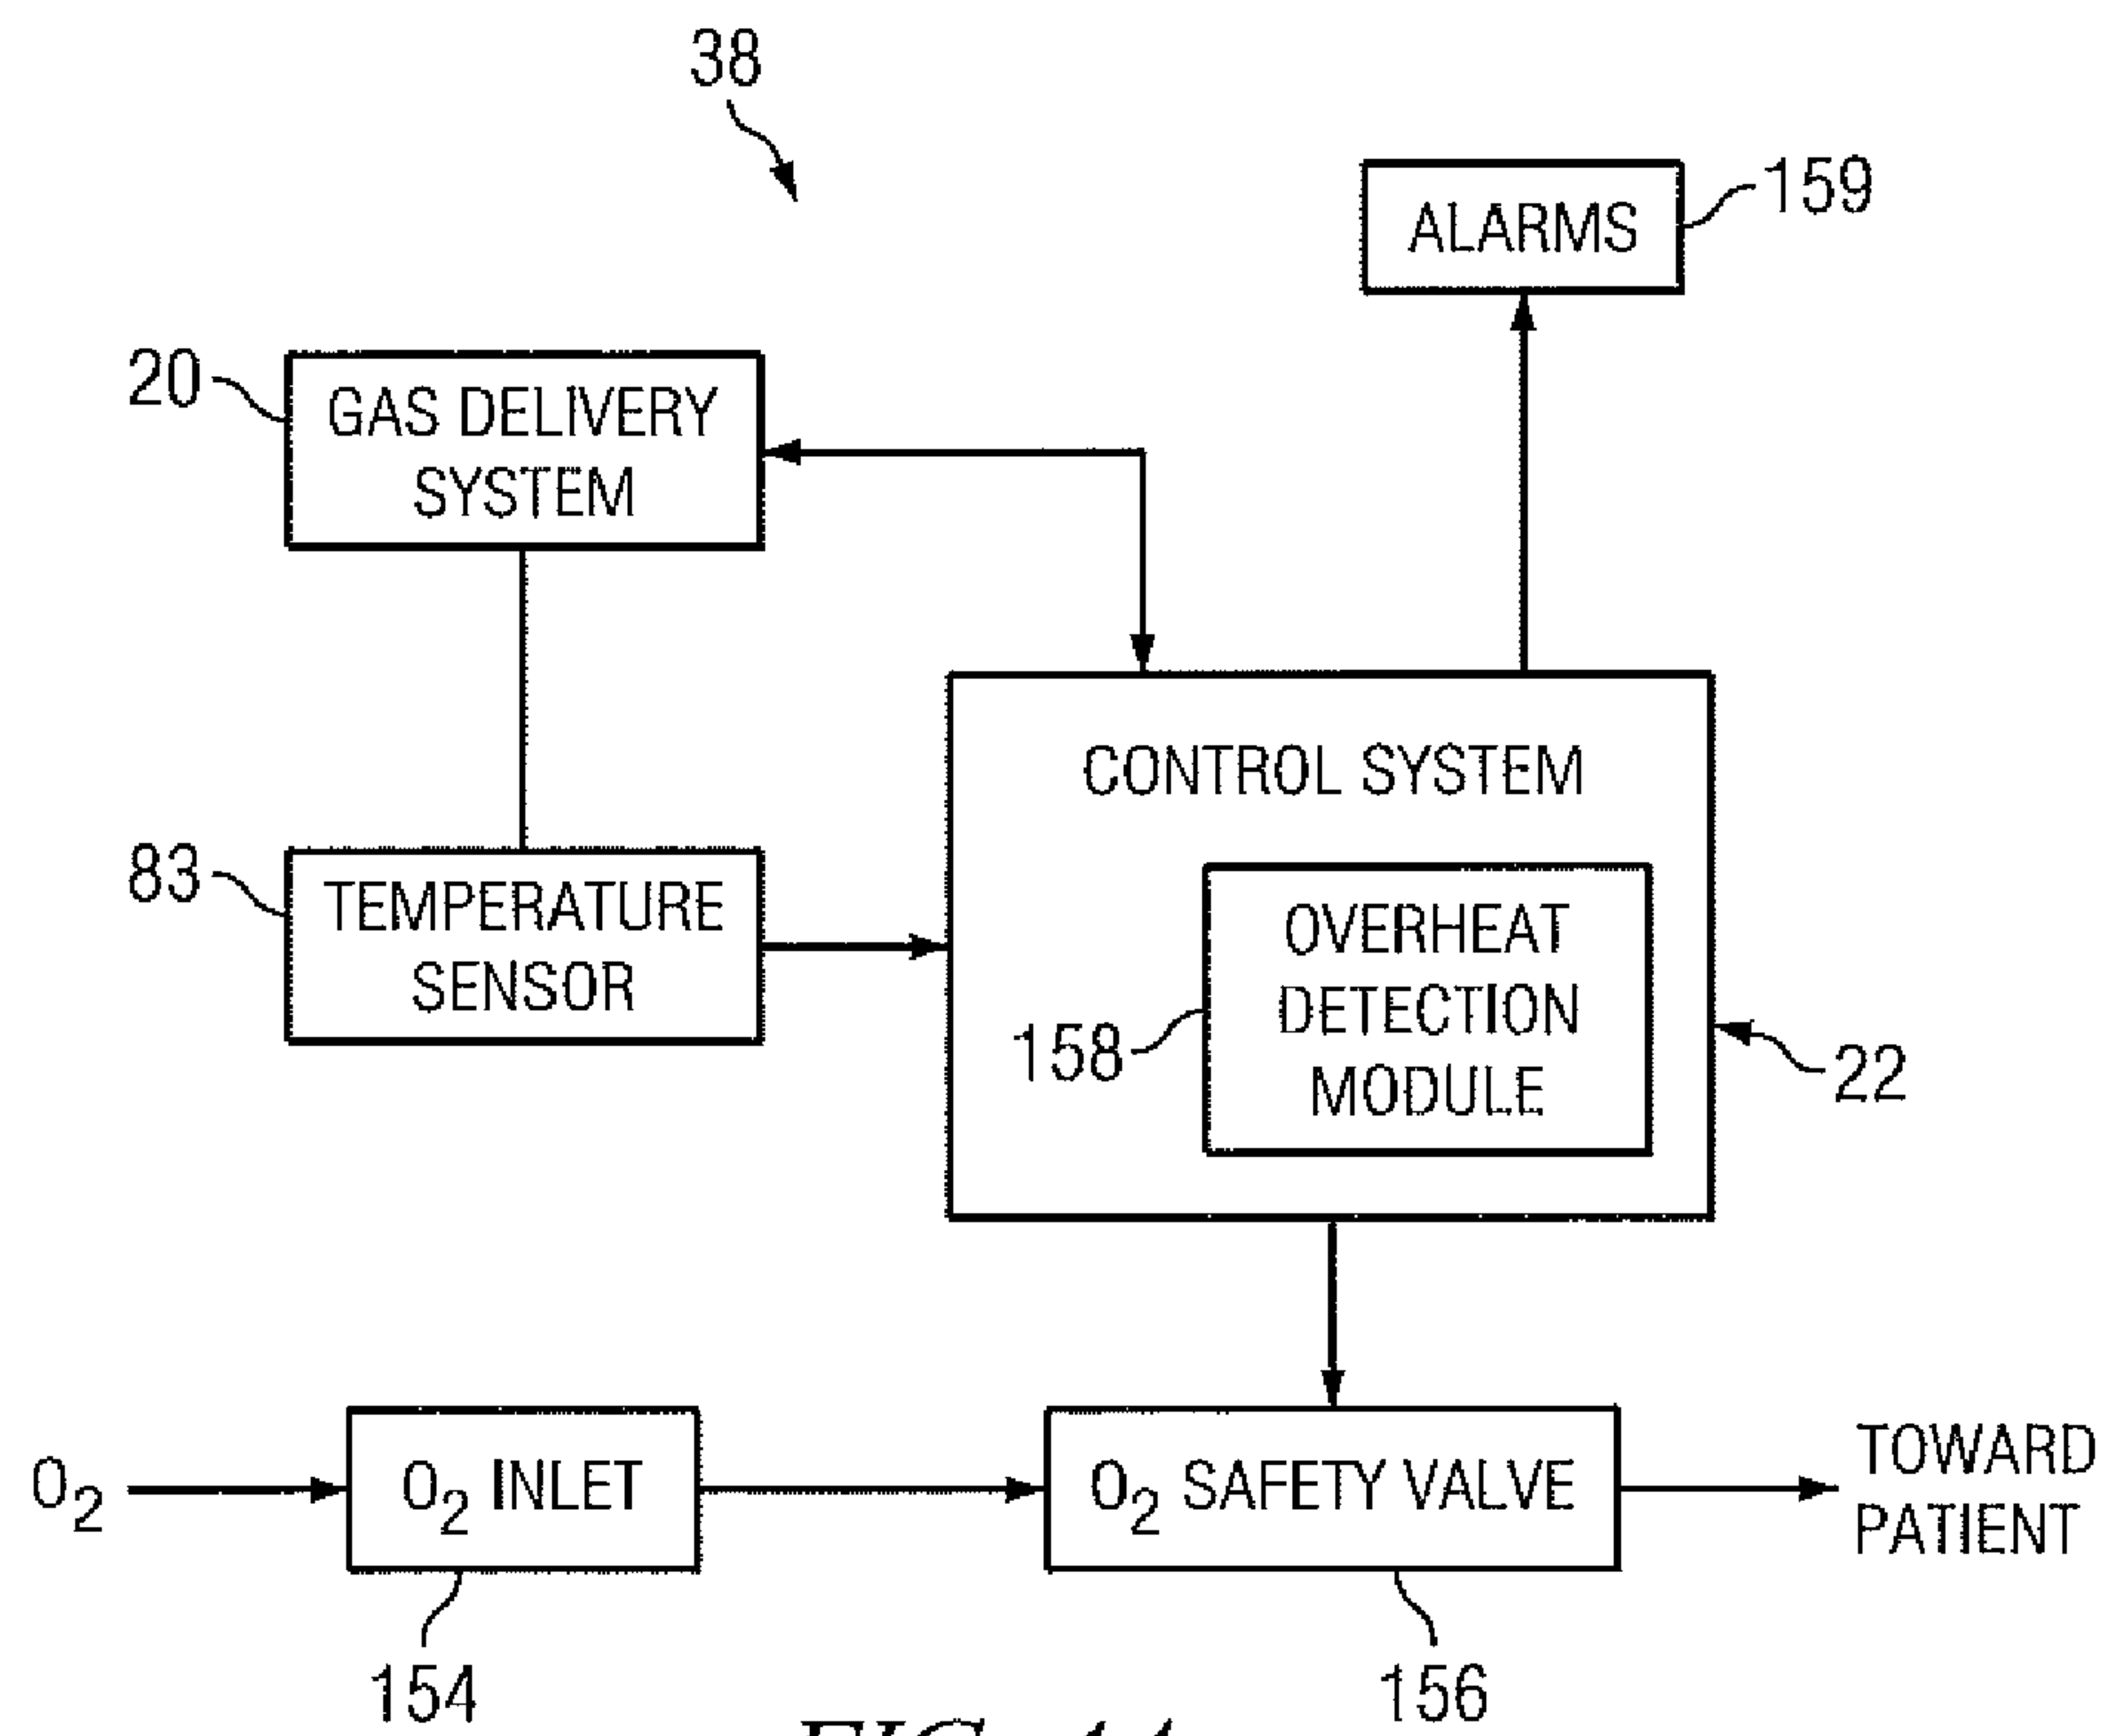 38
ALARMS
159
20
GAS DELIVERY
SYSTEM
83
TEMPERATURE
SENSOR
CONTROL SYSTEM
OVERHEAT
DETECTION
MODULE
158
22
O₂
O₂ INLET
O₂ SAFETY VALVE
TOWARD
PATIENT
154
156